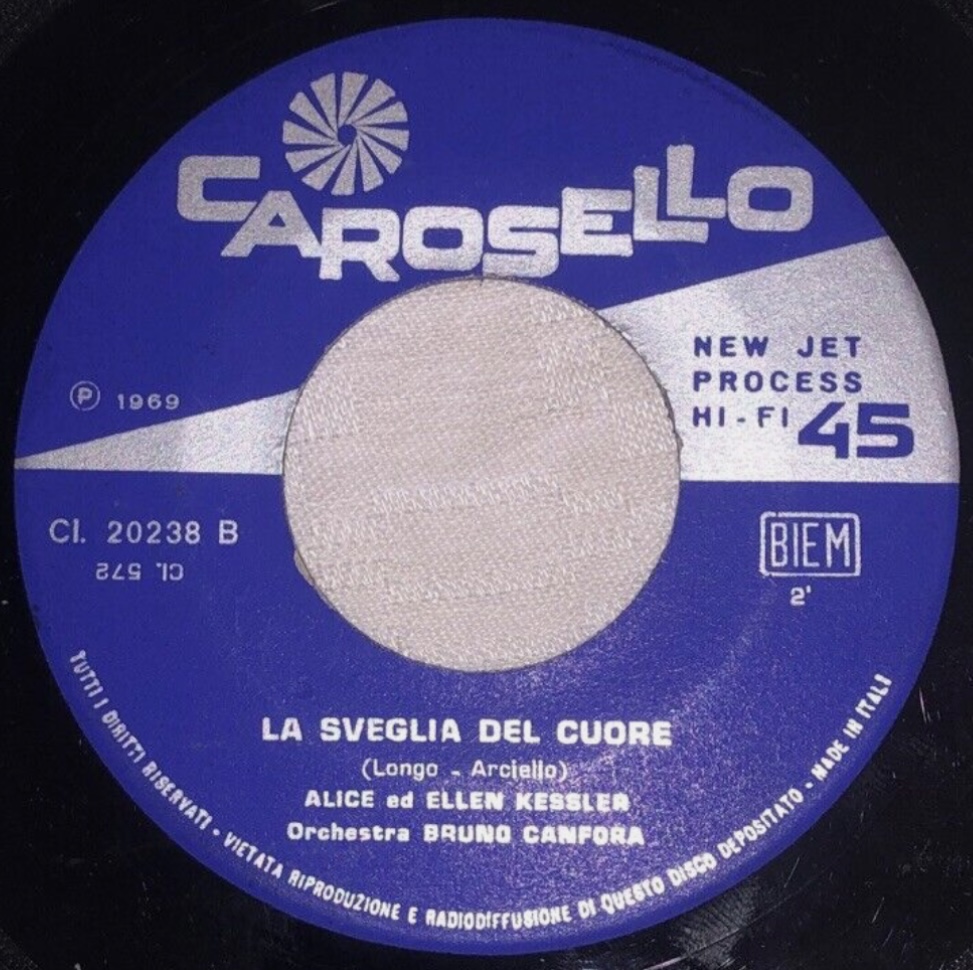 CAROSELLO
NEW JET
PROCESS
HI-FI 45
℗ 1969
CI. 20238 B
CI. 572
BIEM
2'
LA SVEGLIA DEL CUORE
(Longo - Arciello)
ALICE ed ELLEN KESSLER
Orchestra BRUNO CANFORA
TUTTI I DIRITTI RISERVATI - VIETATA RIPRODUZIONE E RADIODIFFUSIONE DI QUESTO DISCO DEPOSITATO - MADE IN ITALY